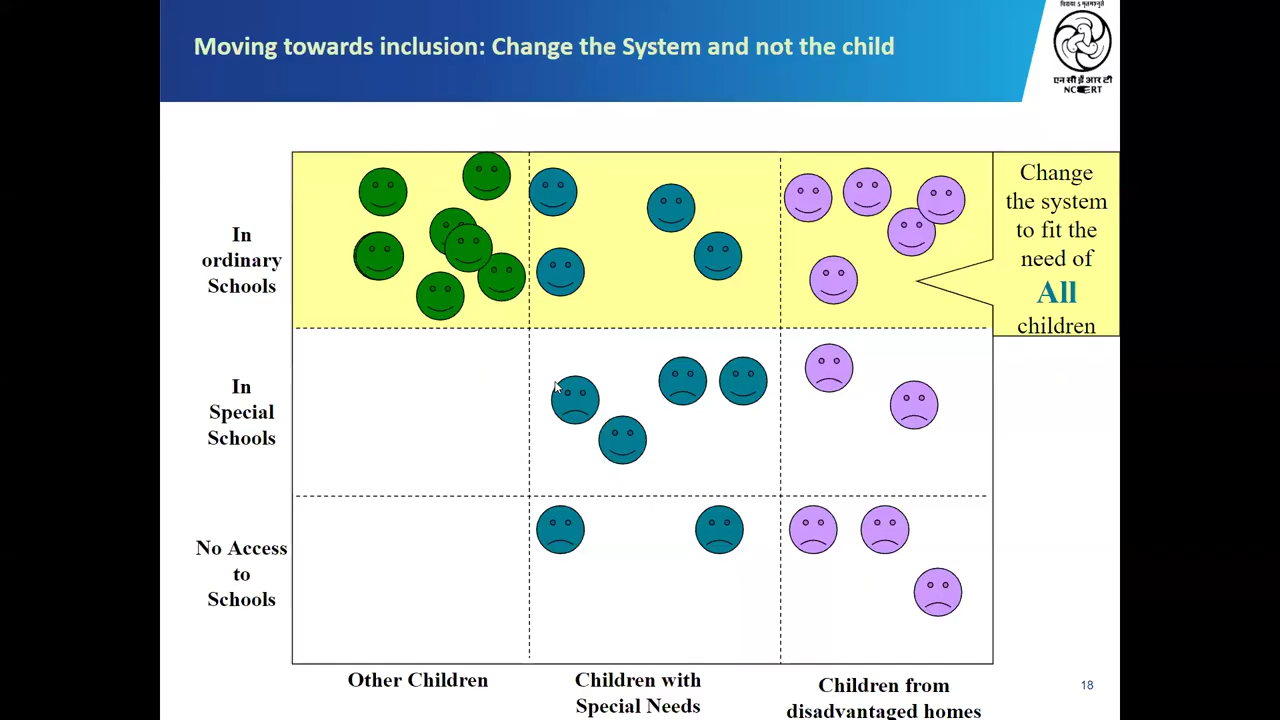 विद्यया ऽ मृतमश्नुते
Moving towards inclusion: Change the System and not the child
एन सी ई आर टी
NCERT
Change
the system
to fit the
need of
All
children
In
ordinary
Schools
In
Special
Schools
No Access
to
Schools
Other Children
Children with
Special Needs
Children from
disadvantaged homes
18